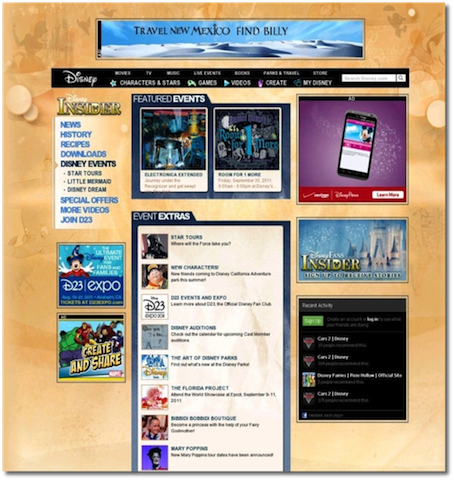 TRAVEL NEW MEXICO FIND BILLY
Disney
MOVIES TV MUSIC LIVE EVENTS BOOKS PARKS & TRAVEL STORE
CHARACTERS & STARS GAMES VIDEOS CREATE MY DISNEY
Search Disney.com
INSIDER
NEWS
HISTORY
RECIPES
DOWNLOADS
DISNEY EVENTS
- STAR TOURS
- LITTLE MERMAID
- DISNEY DREAM
SPECIAL OFFERS
MORE VIDEOS
JOIN D23
THE ULTIMATE
DISNEY EVENT
FOR FANS AND
FAMILIES
D23 EXPO
TICKETS AT D23EXPO.COM
AD
CREATE
AND SHARE
FEATURED EVENTS
ELECTRONICA EXTENDED
Journey under the
Recognizer and get swept
ROOM FOR 1 MORE
Friday, September 30, 2011
EVENT EXTRAS
STAR TOURS
Where will the Force take you?
NEW CHARACTERS!
New friends coming to Disney California Adventure
park this summer!
D23 EVENTS AND EXPO
Learn more about D23, the Official Disney Fan Club.
DISNEY AUDITIONS
Check out the calendar for upcoming Cast Member
auditions.
THE ART OF DISNEY PARKS
Find out what's new at the Disney Parks!
THE FLORIDA PROJECT
Attend the World Showcase at Epcot, September 9-11,
2011
BIBBIDI BOBBIDI BOUTIQUE
Become a princess with the help of your Fairy
Godmother!
MARY POPPINS
New Mary Poppins tour dates have been announced!
AD
verizon
Disney Parks
Learn More
Disney
INSIDER
SIGN UP TO RECEIVE STORIES
Recent Activity
Sign Up Create an account or log in to see what
your friends are doing.
Cars 2 | Disney
Cars 2 | Disney
Disney Fairies | Pixie Hollow | Official Site
Cars 2 | Disney